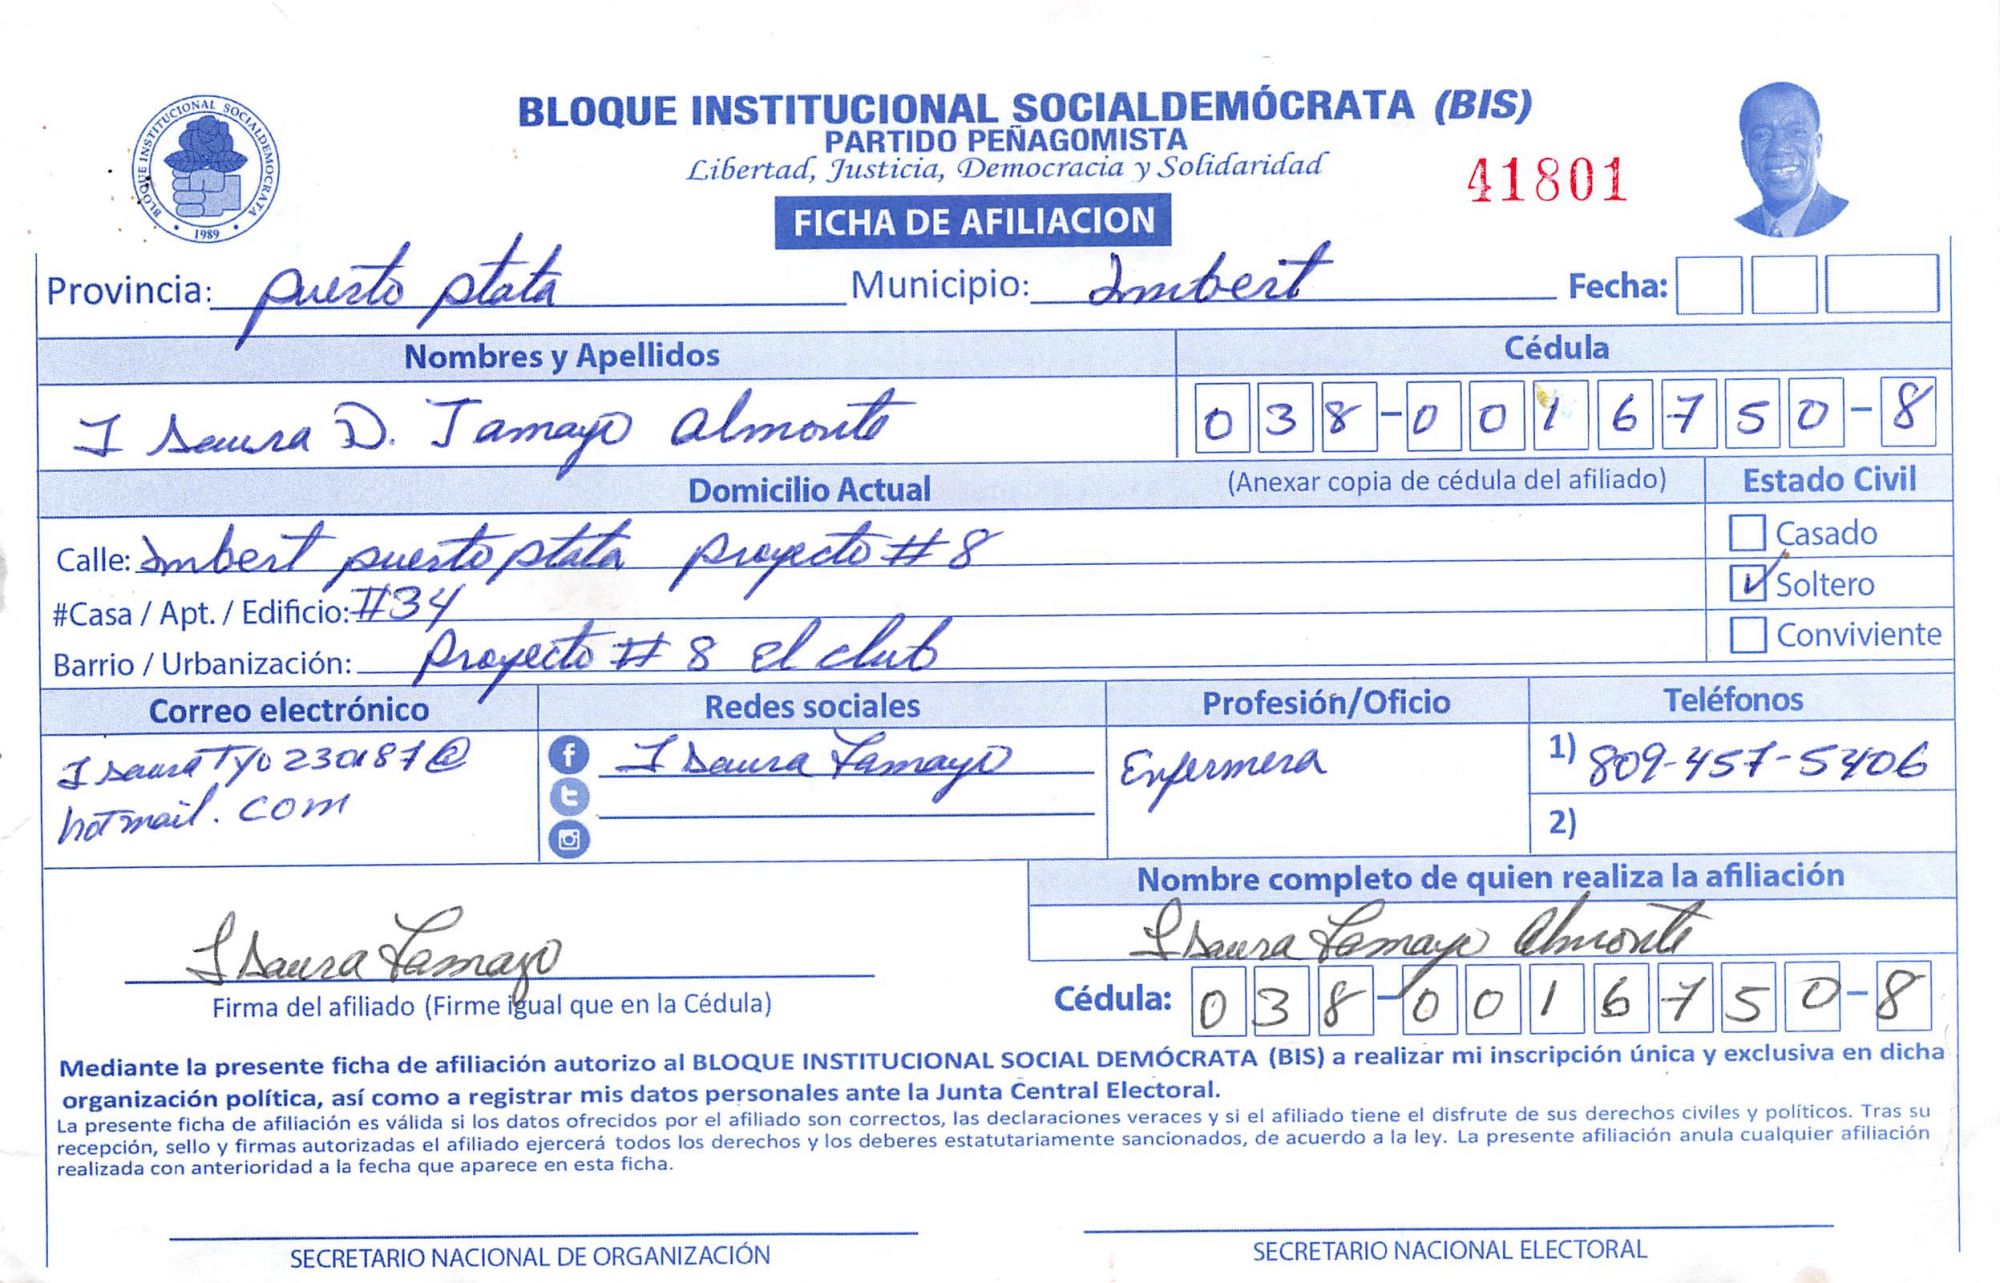 BLOQUE INSTITUCIONAL SOCIALDEMOCRATA
1989
BLOQUE INSTITUCIONAL SOCIALDEMÓCRATA (BIS)
PARTIDO PEÑAGOMISTA
Libertad, Justicia, Democracia y Solidaridad
41801
FICHA DE AFILIACION
Provincia: puerto plata Municipio: Imbert Fecha:
Nombres y Apellidos Cédula
Isaura D. Tamayo Almonte 038-0016750-8
Domicilio Actual (Anexar copia de cédula del afiliado) Estado Civil
Calle: Imbert puerto plata proyecto #8 Casado
#Casa / Apt. / Edificio: #34 Soltero
Barrio / Urbanización: proyecto #8 el club Conviviente
Correo electrónico Redes sociales Profesión/Oficio Teléfonos
Isaura Tyo230187@ Isaura Tamayo Enfermera 1) 809-457-5406
hotmail.com 2)
Nombre completo de quien realiza la afiliación
Isaura Tamayo Isaura Tamayo Almonte
Firma del afiliado (Firme igual que en la Cédula) Cédula: 038-0016750-8
Mediante la presente ficha de afiliación autorizo al BLOQUE INSTITUCIONAL SOCIAL DEMÓCRATA (BIS) a realizar mi inscripción única y exclusiva en dicha
organización política, así como a registrar mis datos personales ante la Junta Central Electoral.
La presente ficha de afiliación es válida si los datos ofrecidos por el afiliado son correctos, las declaraciones veraces y si el afiliado tiene el disfrute de sus derechos civiles y políticos. Tras su
recepción, sello y firmas autorizadas el afiliado ejercerá todos los derechos y los deberes estatutariamente sancionados, de acuerdo a la ley. La presente afiliación anula cualquier afiliación
realizada con anterioridad a la fecha que aparece en esta ficha.
SECRETARIO NACIONAL DE ORGANIZACIÓN SECRETARIO NACIONAL ELECTORAL